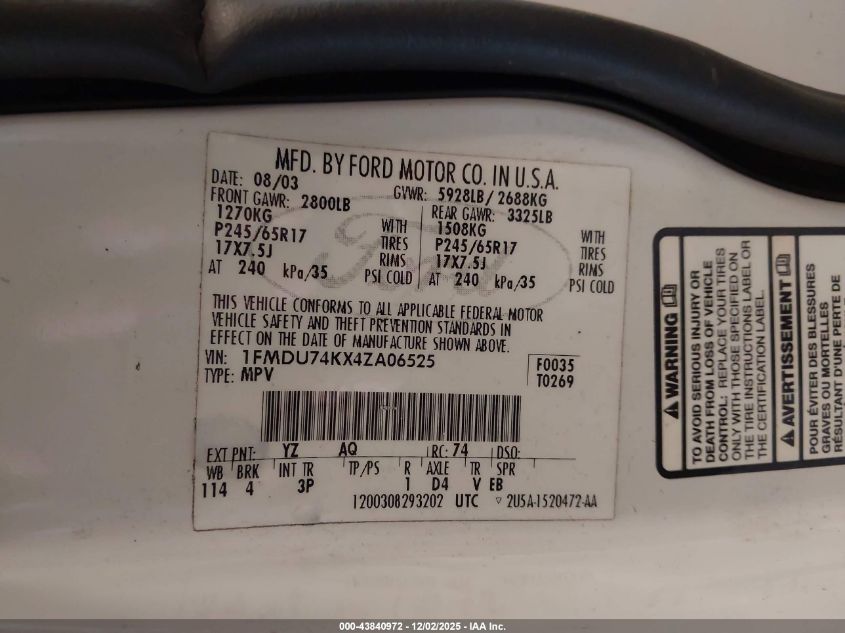 MFD. BY FORD MOTOR CO. IN U.S.A.
DATE: 08/03 GVWR: 5928LB/ 2688KG
FRONT GAWR: 2800LB REAR GAWR: 3325LB
1270KG WITH 1508KG WITH
P245/65R17 TIRES P245/65R17 TIRES
17X7.5J RIMS 17X7.5J RIMS
AT 240 kPa/35 PSI COLD AT 240 kPa/35 PSI COLD
Ford
THIS VEHICLE CONFORMS TO ALL APPLICABLE FEDERAL MOTOR
VEHICLE SAFETY AND THEFT PREVENTION STANDARDS IN
EFFECT ON THE DATE OF MANUFACTURE SHOWN ABOVE.
VIN: 1FMDU74KX4ZA06525 F0035
TYPE: MPV T0269
EXT PNT: YZ AQ RC: 74 DSO:
WB BRK INT TR TP/PS R AXLE TR SPR
114 4 3P 1 D4 V EB
1200308293202 UTC 2U5A-1520472-AA
WARNING
TO AVOID SERIOUS INJURY OR
DEATH FROM LOSS OF VEHICLE
CONTROL: REPLACE YOUR TIRES
ONLY WITH THOSE SPECIFIED ON
THE TIRE INSTRUCTIONS LABEL OR
THE CERTIFICATION LABEL.
AVERTISSEMENT
POUR ÉVITER DES BLESSURES
GRAVES OU MORTELLES
RÉSULTANT D'UNE PERTE DE
000-43840972 - 12/02/2025 - IAA Inc.